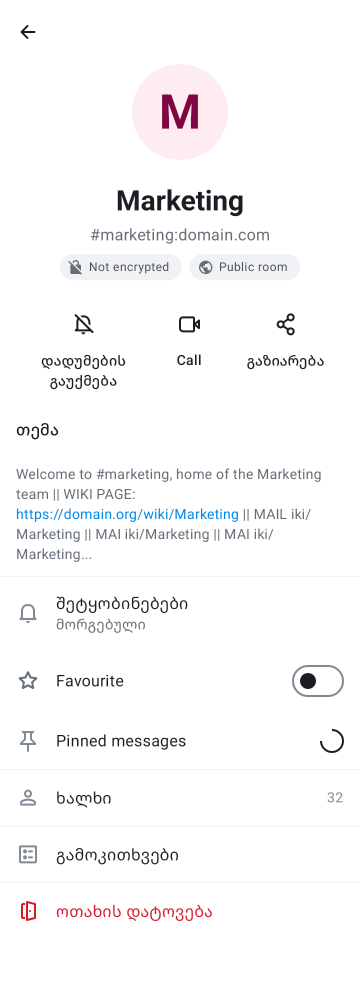 M
Marketing
#marketing:domain.com
Not encrypted
Public room
დადუმების
გაუქმება
Call
გაზიარება
თემა
Welcome to #marketing, home of the Marketing
team || WIKI PAGE:
https://domain.org/wiki/Marketing || MAIL iki/
Marketing || MAI iki/Marketing || MAI iki/
Marketing...
შეტყობინებები
მორგებული
Favourite
Pinned messages
ხალხი 32
გამოკითხვები
ოთახის დატოვება